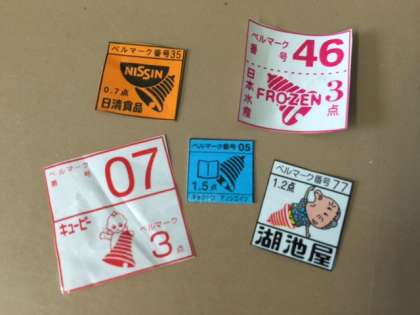 ベルマーク番号35
NISSIN
0.7点
日清食品
ベルマーク
番 号
46
日本水産
FROZEN
3
点
ベルマーク
番 号
07
キユーピー
ベルマーク
3点
ベルマーク番号05
1.5点
ベルマーク番号77
1.2点
湖池屋